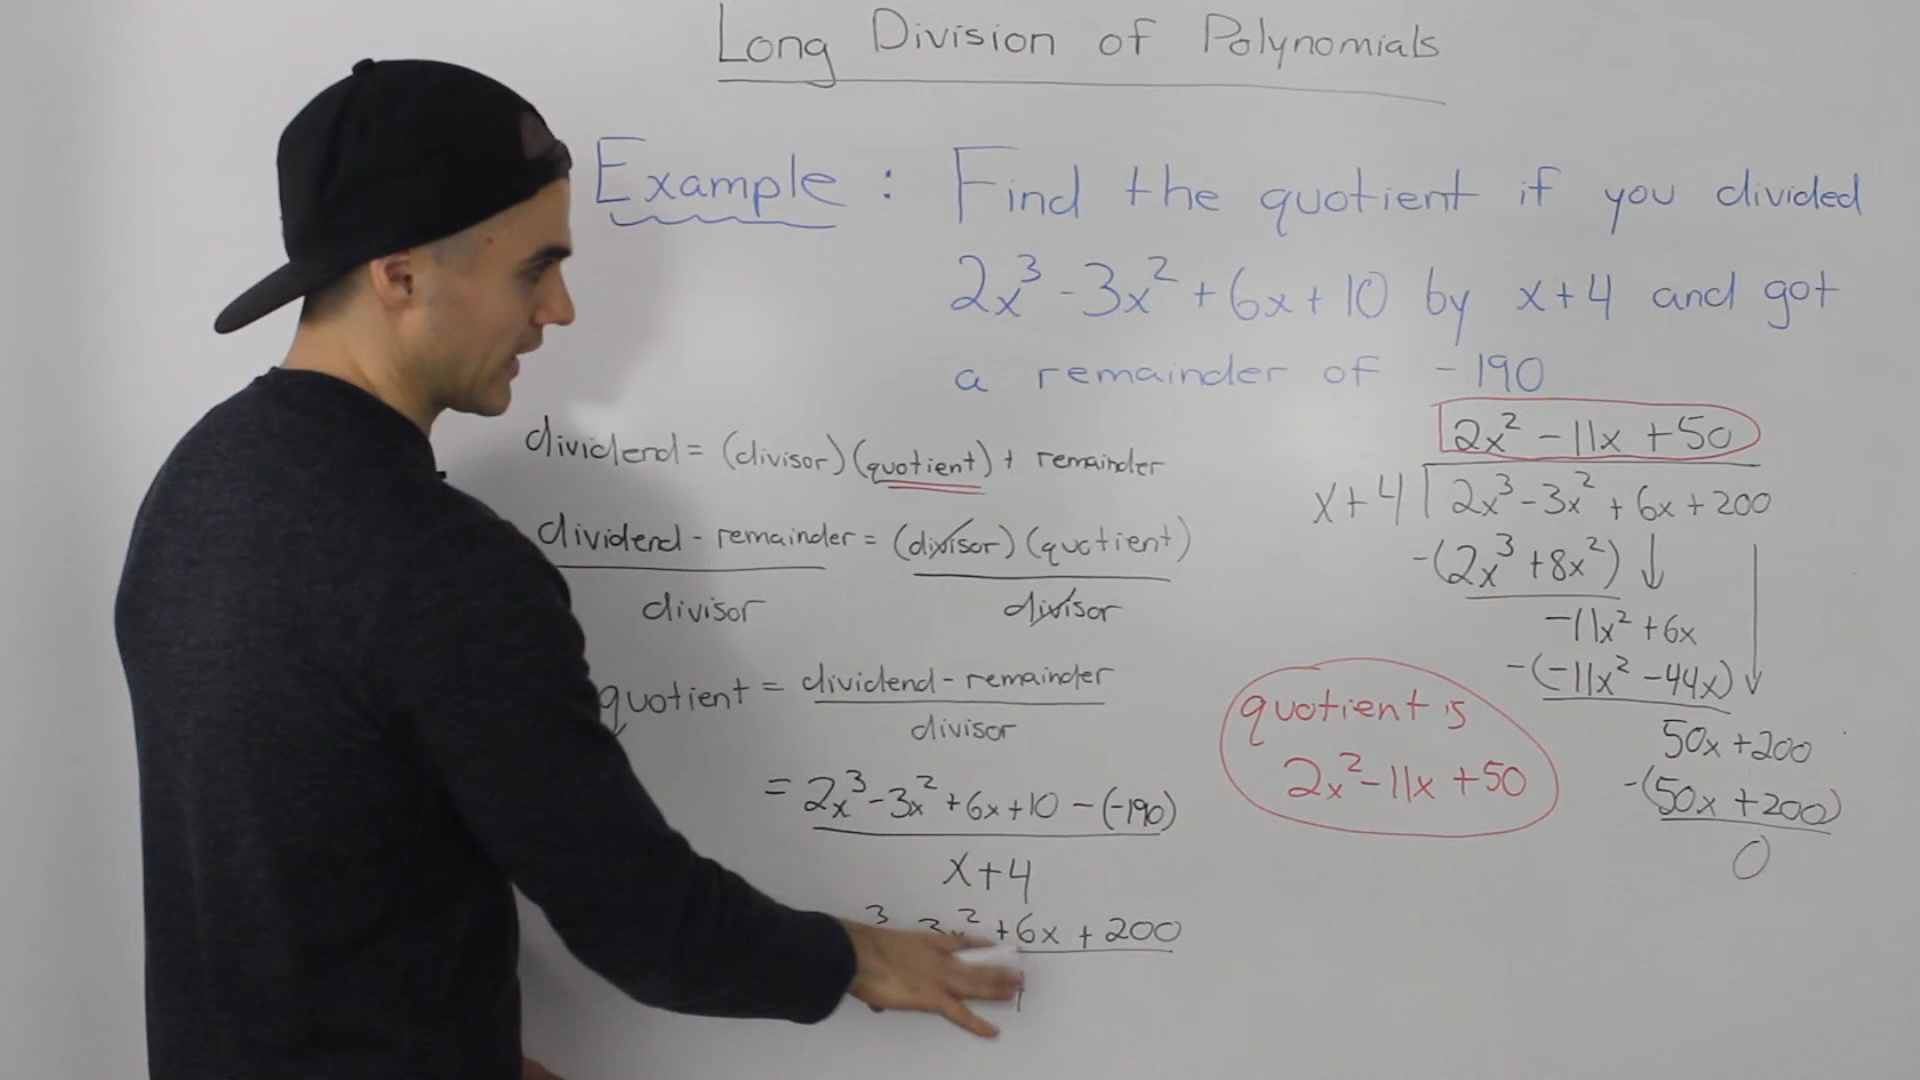 Long Division of Polynomials
Example : Find the quotient if you divided
2x³ - 3x² + 6x + 10 by x + 4 and got
a remainder of -190
dividend = (divisor)(quotient) + remainder
dividend - remainder = (divisor)(quotient)
divisor divisor
quotient = dividend - remainder
divisor
= 2x³ - 3x² + 6x + 10 - (-190)
x + 4
³ - 3x² + 6x + 200
2x² - 11x + 50
x + 4 2x³ - 3x² + 6x + 200
-(2x³ + 8x²) ↓
-11x² + 6x
-(-11x² - 44x)
50x + 200
-(50x + 200)
0
quotient is
2x² - 11x + 50